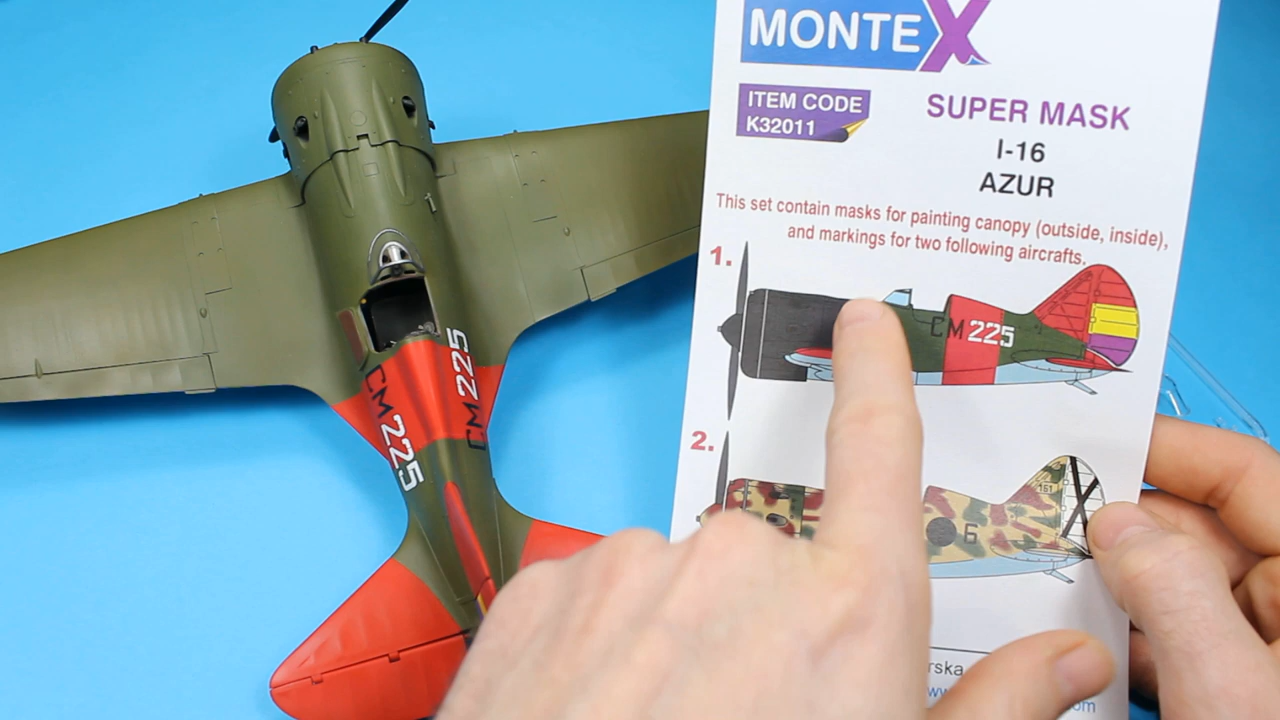 MONTEX
ITEM CODE
K32011
SUPER MASK
I-16
AZUR
This set contain masks for painting canopy (outside, inside),
and markings for two following aircrafts.
1.
CM 225
2.
161
6
CM 225
CM 225